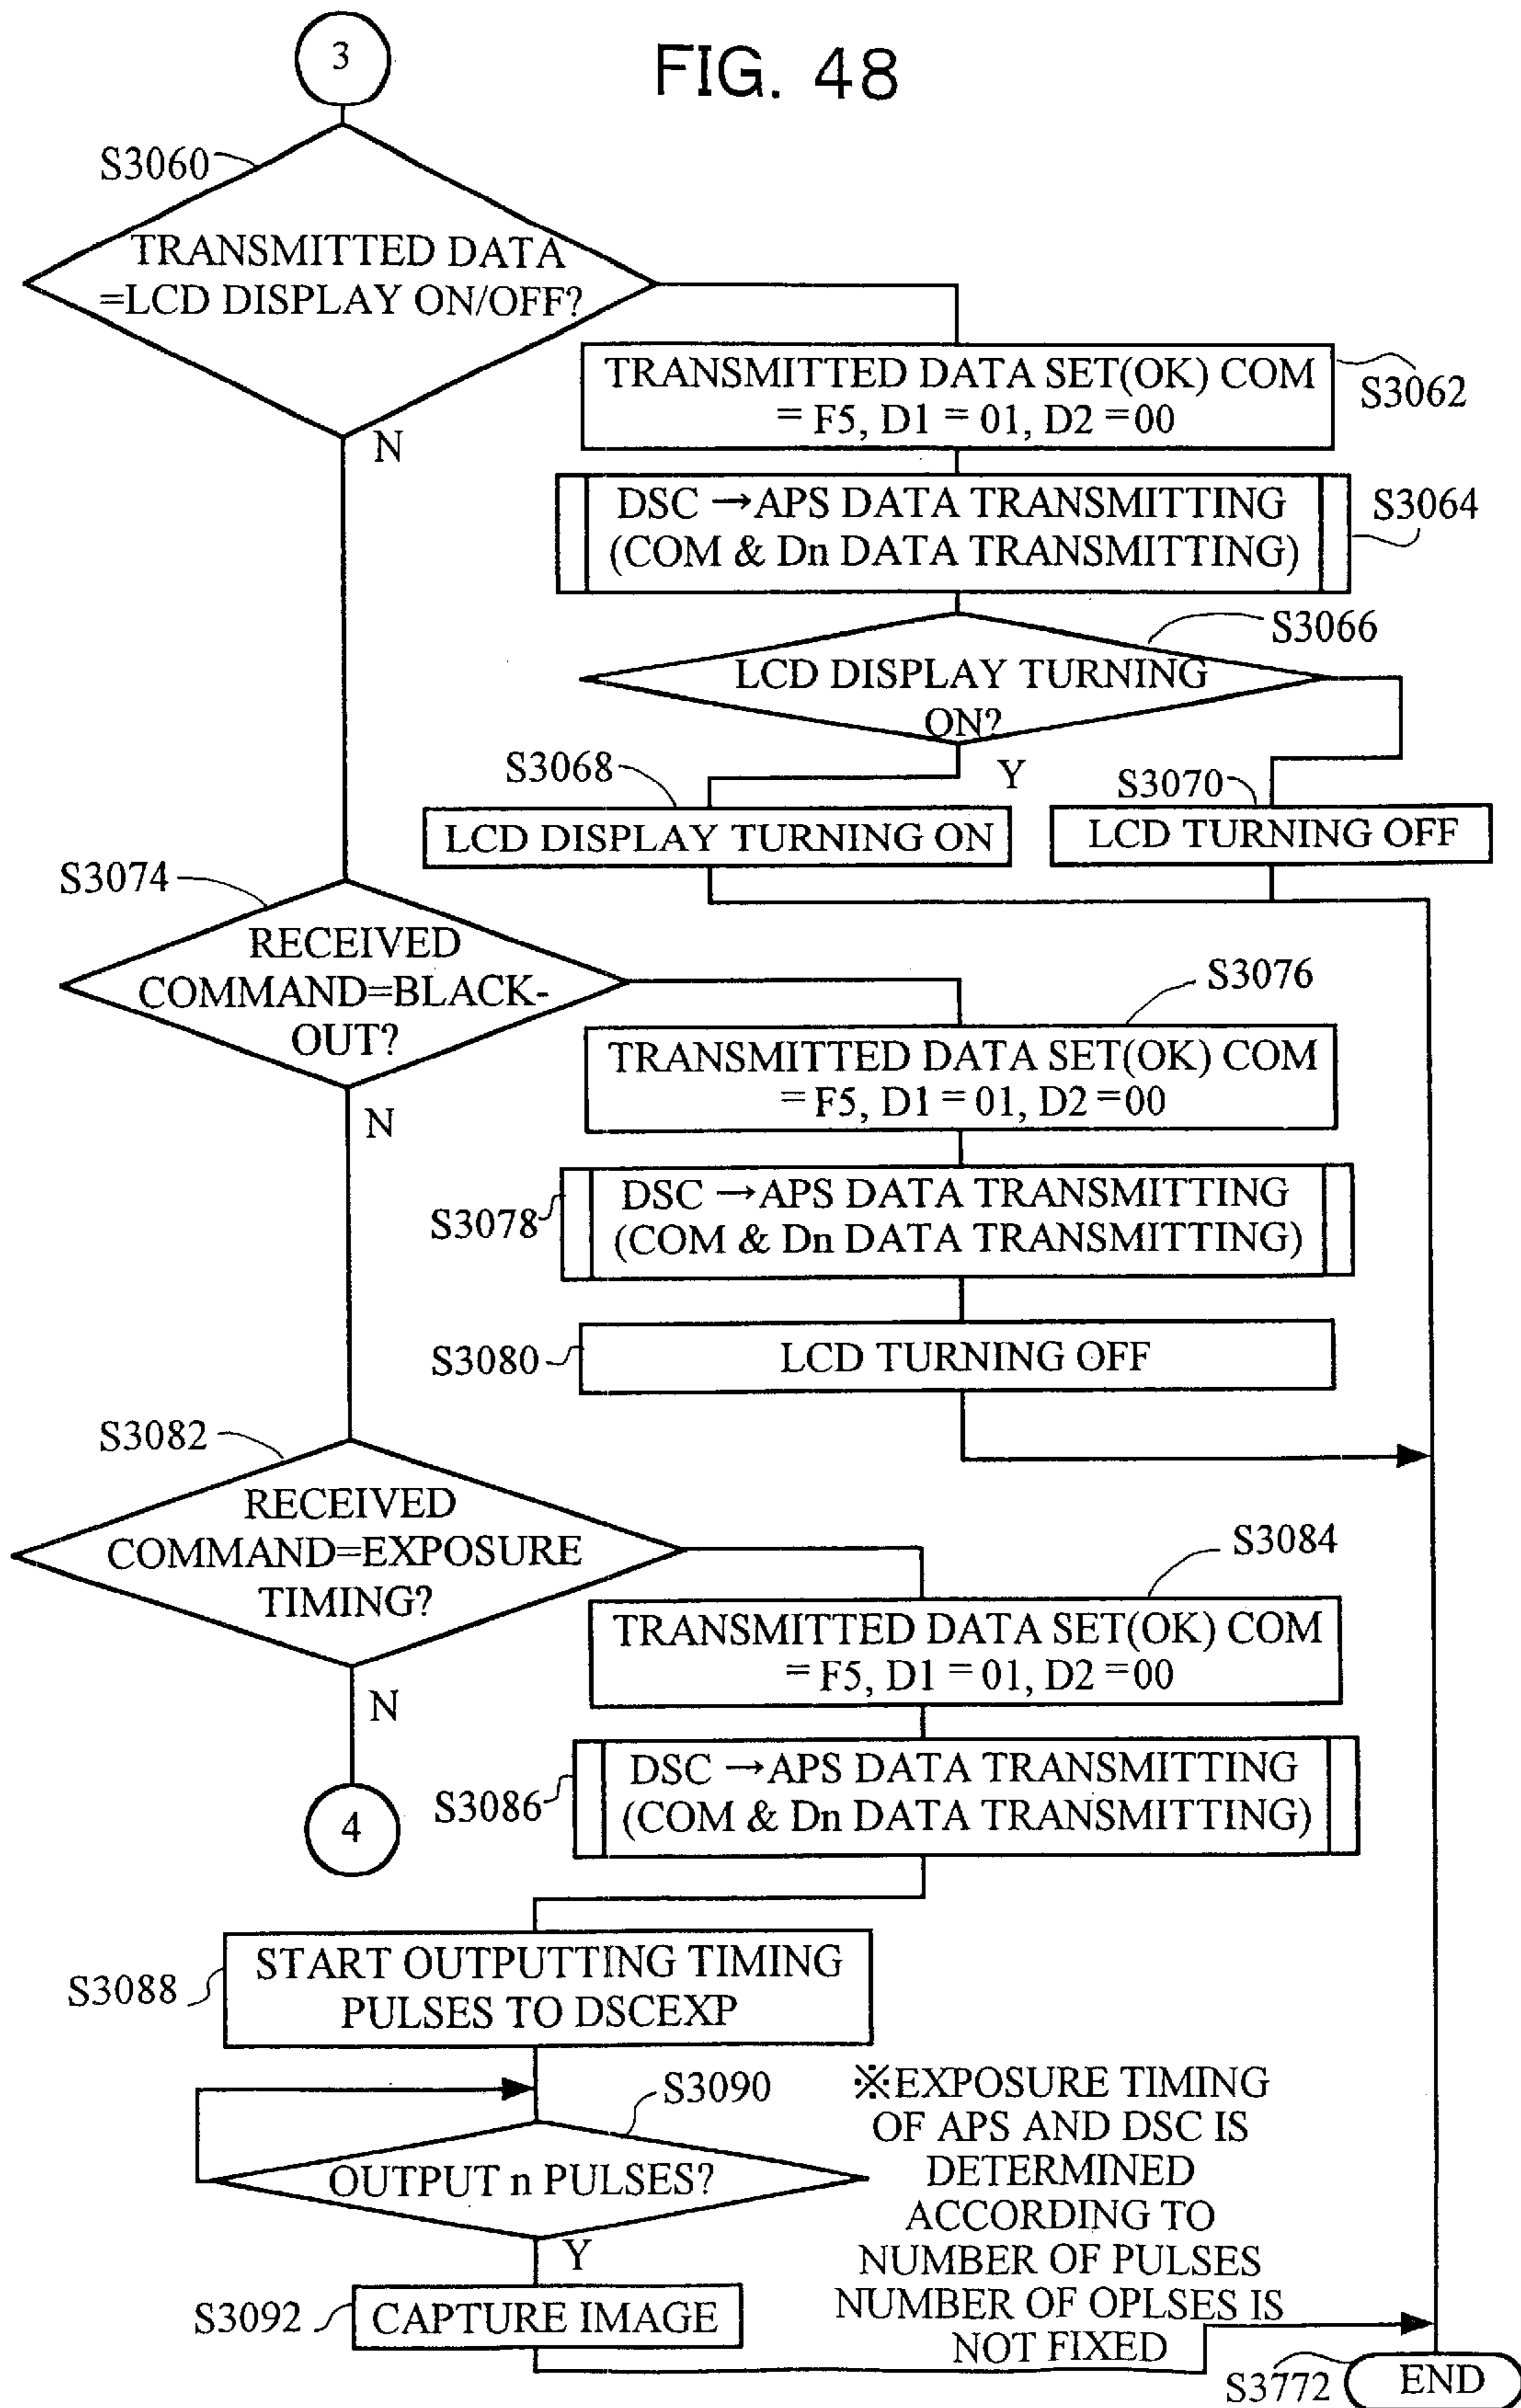 FIG. 48
3
S3060
TRANSMITTED DATA
=LCD DISPLAY ON/OFF?
N
TRANSMITTED DATA SET(OK) COM
= F5, D1 = 01, D2 =00
S3062
DSC →APS DATA TRANSMITTING
(COM & Dn DATA TRANSMITTING)
S3064
S3066
LCD DISPLAY TURNING
ON?
Y
S3068
LCD DISPLAY TURNING ON
S3070
LCD TURNING OFF
S3074
RECEIVED
COMMAND=BLACK-
OUT?
N
S3076
TRANSMITTED DATA SET(OK) COM
= F5, D1 = 01, D2 =00
S3078
DSC →APS DATA TRANSMITTING
(COM & Dn DATA TRANSMITTING)
S3080
LCD TURNING OFF
S3082
RECEIVED
COMMAND=EXPOSURE
TIMING?
N
4
S3084
TRANSMITTED DATA SET(OK) COM
= F5, D1 = 01, D2 =00
S3086
DSC →APS DATA TRANSMITTING
(COM & Dn DATA TRANSMITTING)
S3088
START OUTPUTTING TIMING
PULSES TO DSCEXP
S3090
OUTPUT n PULSES?
Y
S3092
CAPTURE IMAGE
※EXPOSURE TIMING
OF APS AND DSC IS
DETERMINED
ACCORDING TO
NUMBER OF PULSES
NUMBER OF OPLSES IS
NOT FIXED
S3772
END